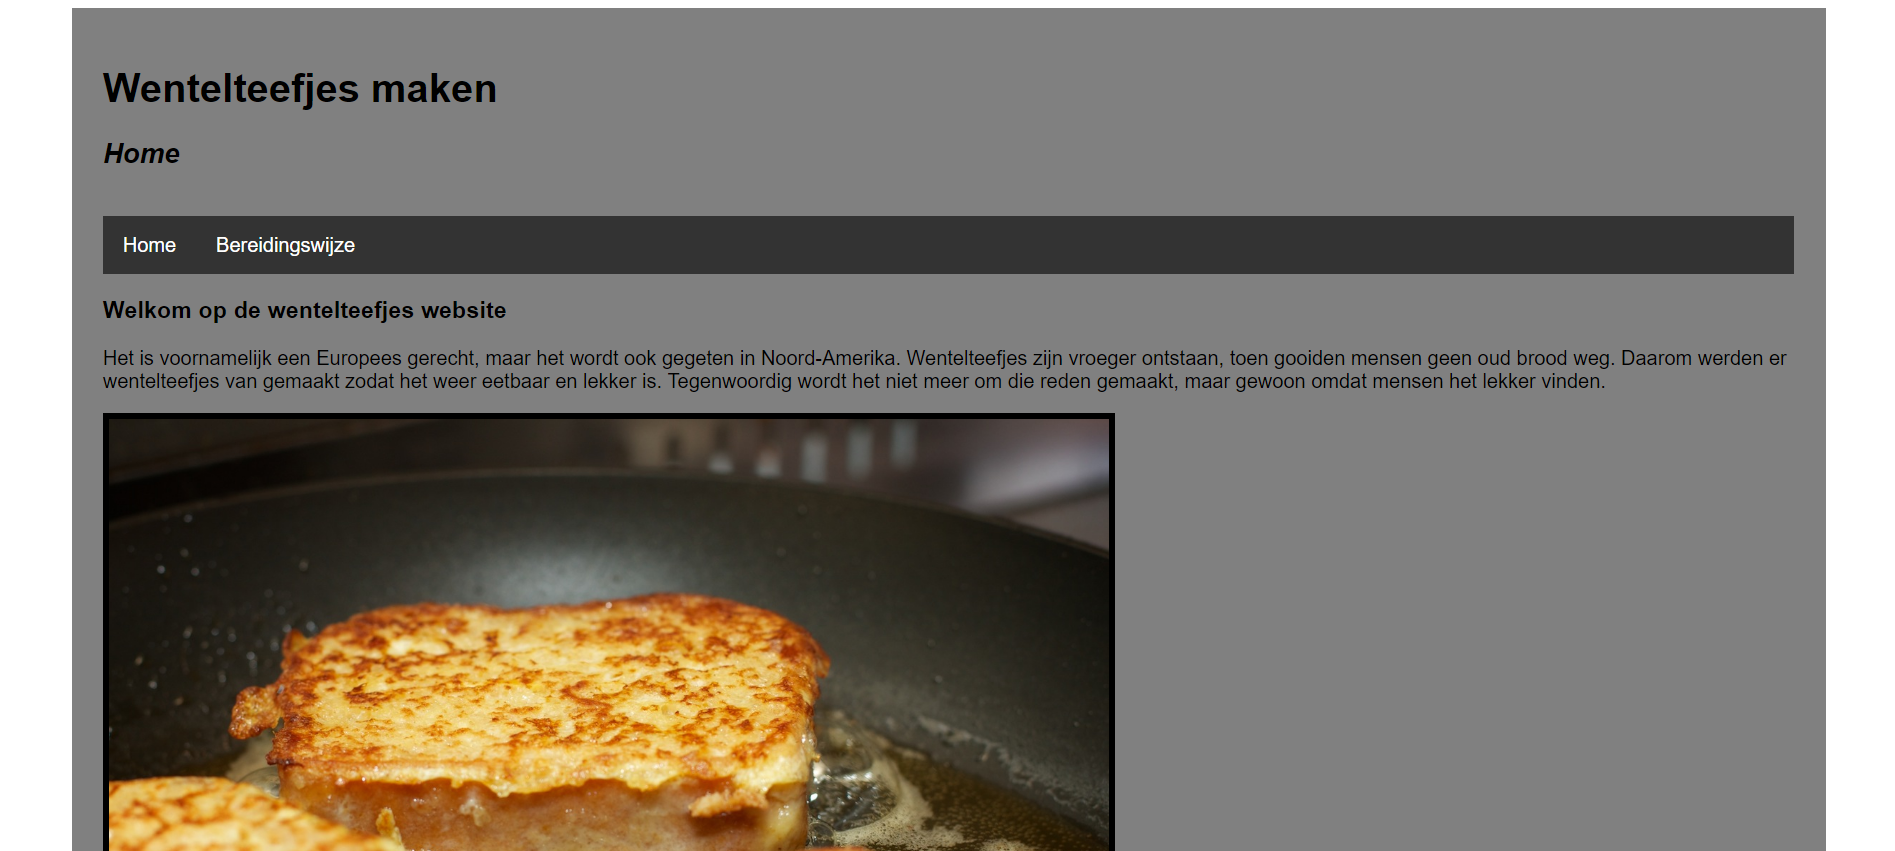 Wentelteefjes maken
Home
Home Bereidingswijze
Welkom op de wentelteefjes website
Het is voornamelijk een Europees gerecht, maar het wordt ook gegeten in Noord-Amerika. Wentelteefjes zijn vroeger ontstaan, toen gooiden mensen geen oud brood weg. Daarom werden er
wentelteefjes van gemaakt zodat het weer eetbaar en lekker is. Tegenwoordig wordt het niet meer om die reden gemaakt, maar gewoon omdat mensen het lekker vinden.